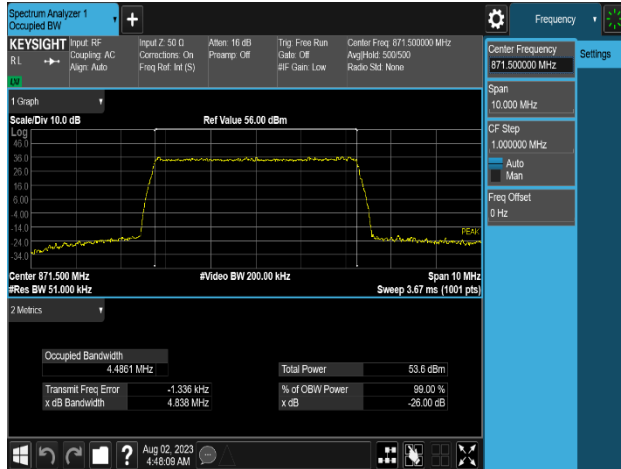 Spectrum Analyzer 1
Occupied BW
Frequency
KEYSIGHT
Input: RF
Coupling: AC
Align: Auto
Input Z: 50 Ω
Corrections: On
Freq Ref: Int (S)
Atten: 16 dB
Preamp: Off
Trig: Free Run
Gate: Off
#IF Gain: Low
Center Freq: 871.500000 MHz
Avg|Hold: 500/500
Radio Std: None
R L
Center Frequency
871.500000 MHz
Settings
Span
10.000 MHz
CF Step
1.000000 MHz
Auto
Man
Freq Offset
0 Hz
1 Graph
Scale/Div 10.0 dB
Ref Value 56.00 dBm
Log
46.0
36.0
26.0
16.0
6.00
-4.00
-14.0
-24.0
-34.0
PEAK
Center 871.500 MHz
#Video BW 200.00 kHz
Span 10 MHz
#Res BW 51.000 kHz
Sweep 3.67 ms (1001 pts)
2 Metrics
Occupied Bandwidth
4.4861 MHz
Total Power 53.6 dBm
Transmit Freq Error -1.336 kHz
% of OBW Power 99.00 %
x dB Bandwidth 4.838 MHz
x dB -26.00 dB
Aug 02, 2023
4:48:09 AM